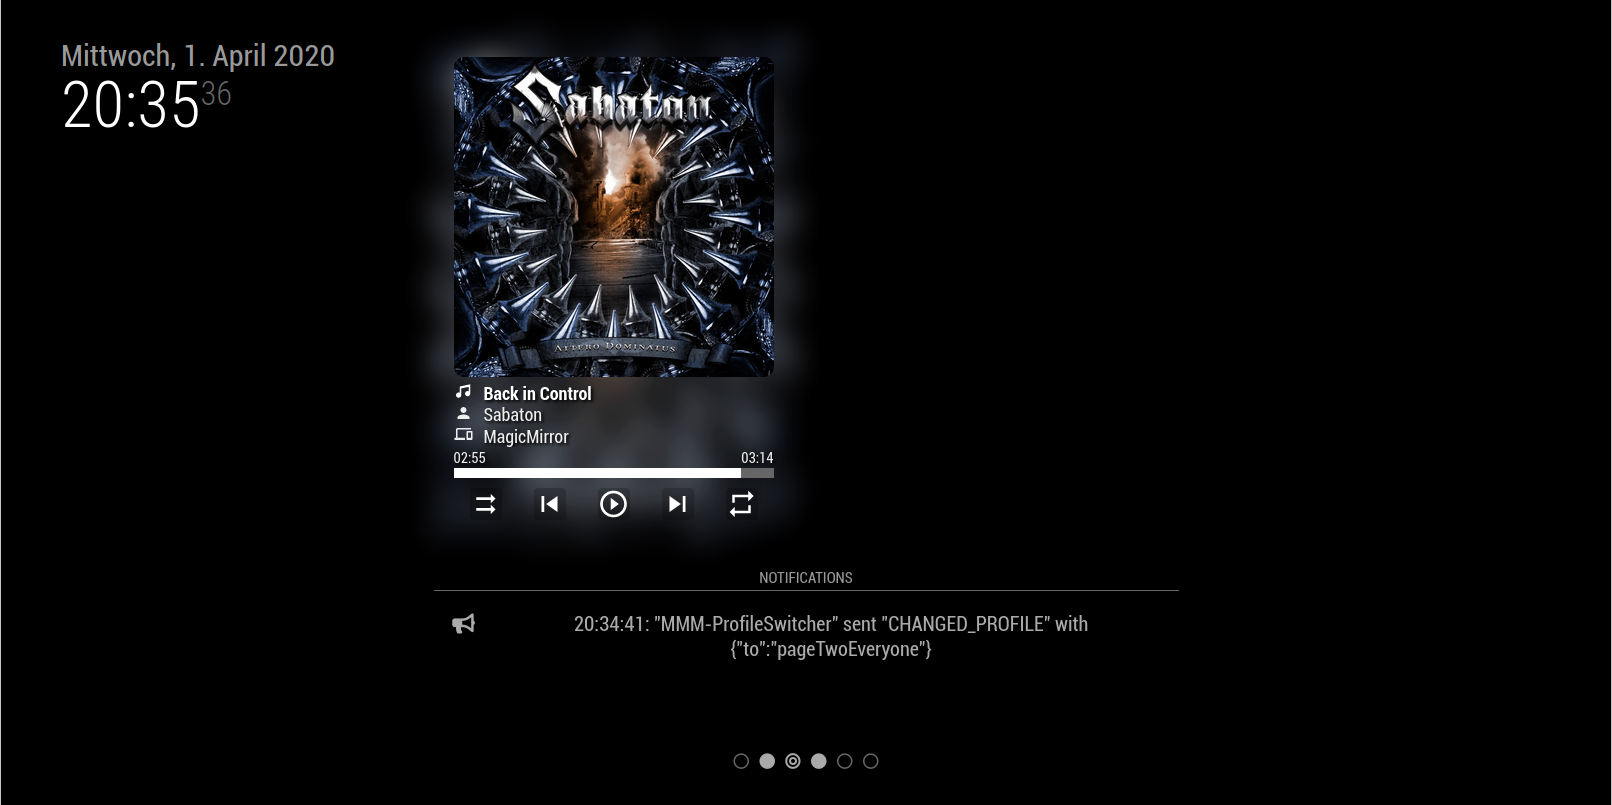 Mittwoch, 1. April 2020
20:35 36
Sabaton
Attero Dominatus
Back in Control
Sabaton
MagicMirror
02:55 03:14
NOTIFICATIONS
20:34:41: "MMM-ProfileSwitcher" sent "CHANGED_PROFILE" with
{"to":"pageTwoEveryone"}